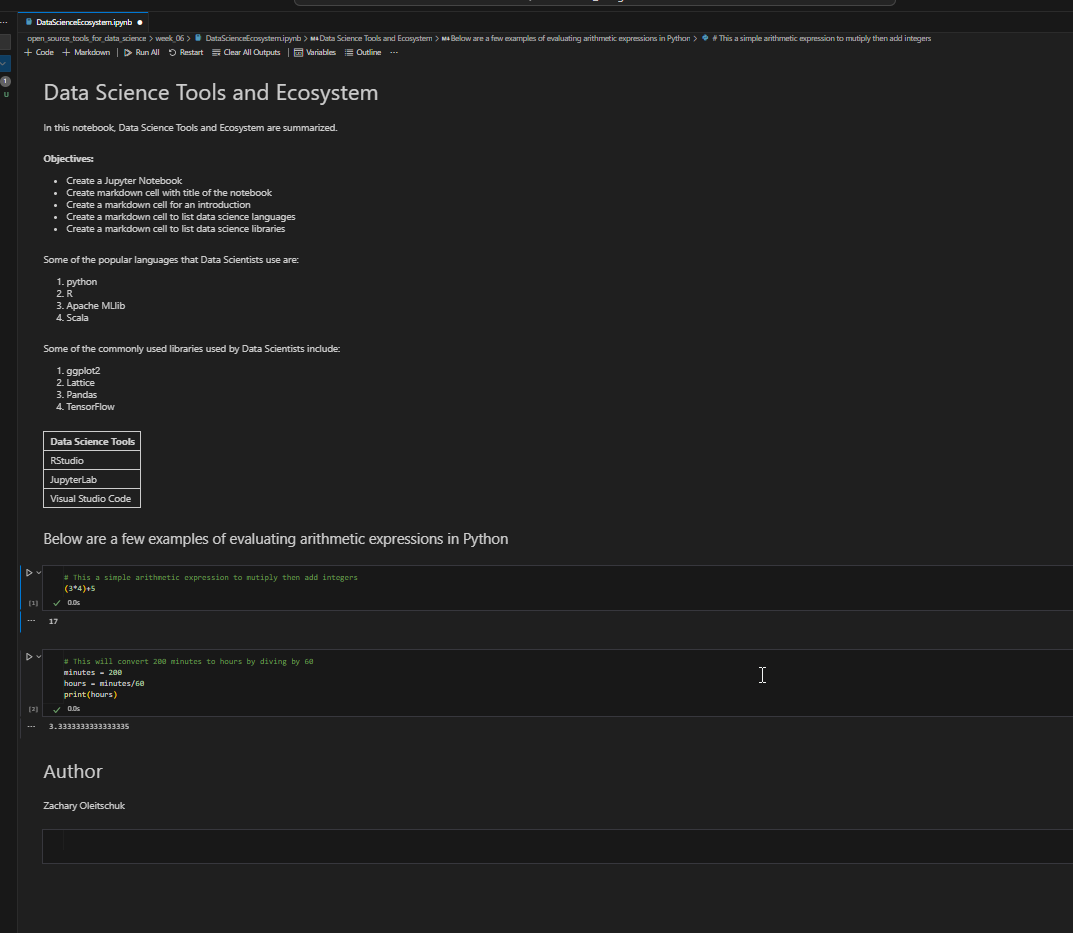 DataScienceEcosystem.ipynb
open_source_tools_for_data_science > week_06 > DataScienceEcosystem.ipynb > M↓ Data Science Tools and Ecosystem > M↓ Below are a few examples of evaluating arithmetic expressions in Python > # This a simple arithmetic expression to mutiply then add integers
+ Code + Markdown | Run All Restart Clear All Outputs | Variables Outline ...
1
U
Data Science Tools and Ecosystem
In this notebook, Data Science Tools and Ecosystem are summarized.
Objectives:
• Create a Jupyter Notebook
• Create markdown cell with title of the notebook
• Create a markdown cell for an introduction
• Create a markdown cell to list data science languages
• Create a markdown cell to list data science libraries
Some of the popular languages that Data Scientists use are:
1. python
2. R
3. Apache MLlib
4. Scala
Some of the commonly used libraries used by Data Scientists include:
1. ggplot2
2. Lattice
3. Pandas
4. TensorFlow
Data Science Tools
RStudio
JupyterLab
Visual Studio Code
Below are a few examples of evaluating arithmetic expressions in Python
# This a simple arithmetic expression to mutiply then add integers
(3*4)+5
[1] 0.0s
... 17
# This will convert 200 minutes to hours by diving by 60
minutes = 200
hours = minutes/60
print(hours)
0.0s
... 3.3333333333333335
Author
Zachary Oleitschuk